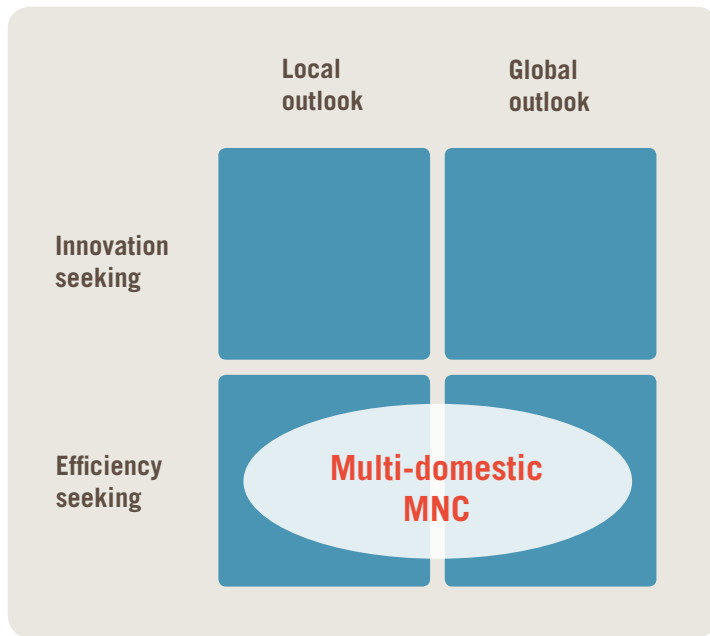 Local
outlook
Global
outlook
Innovation
seeking
Efficiency
seeking
Multi-domestic
MNC